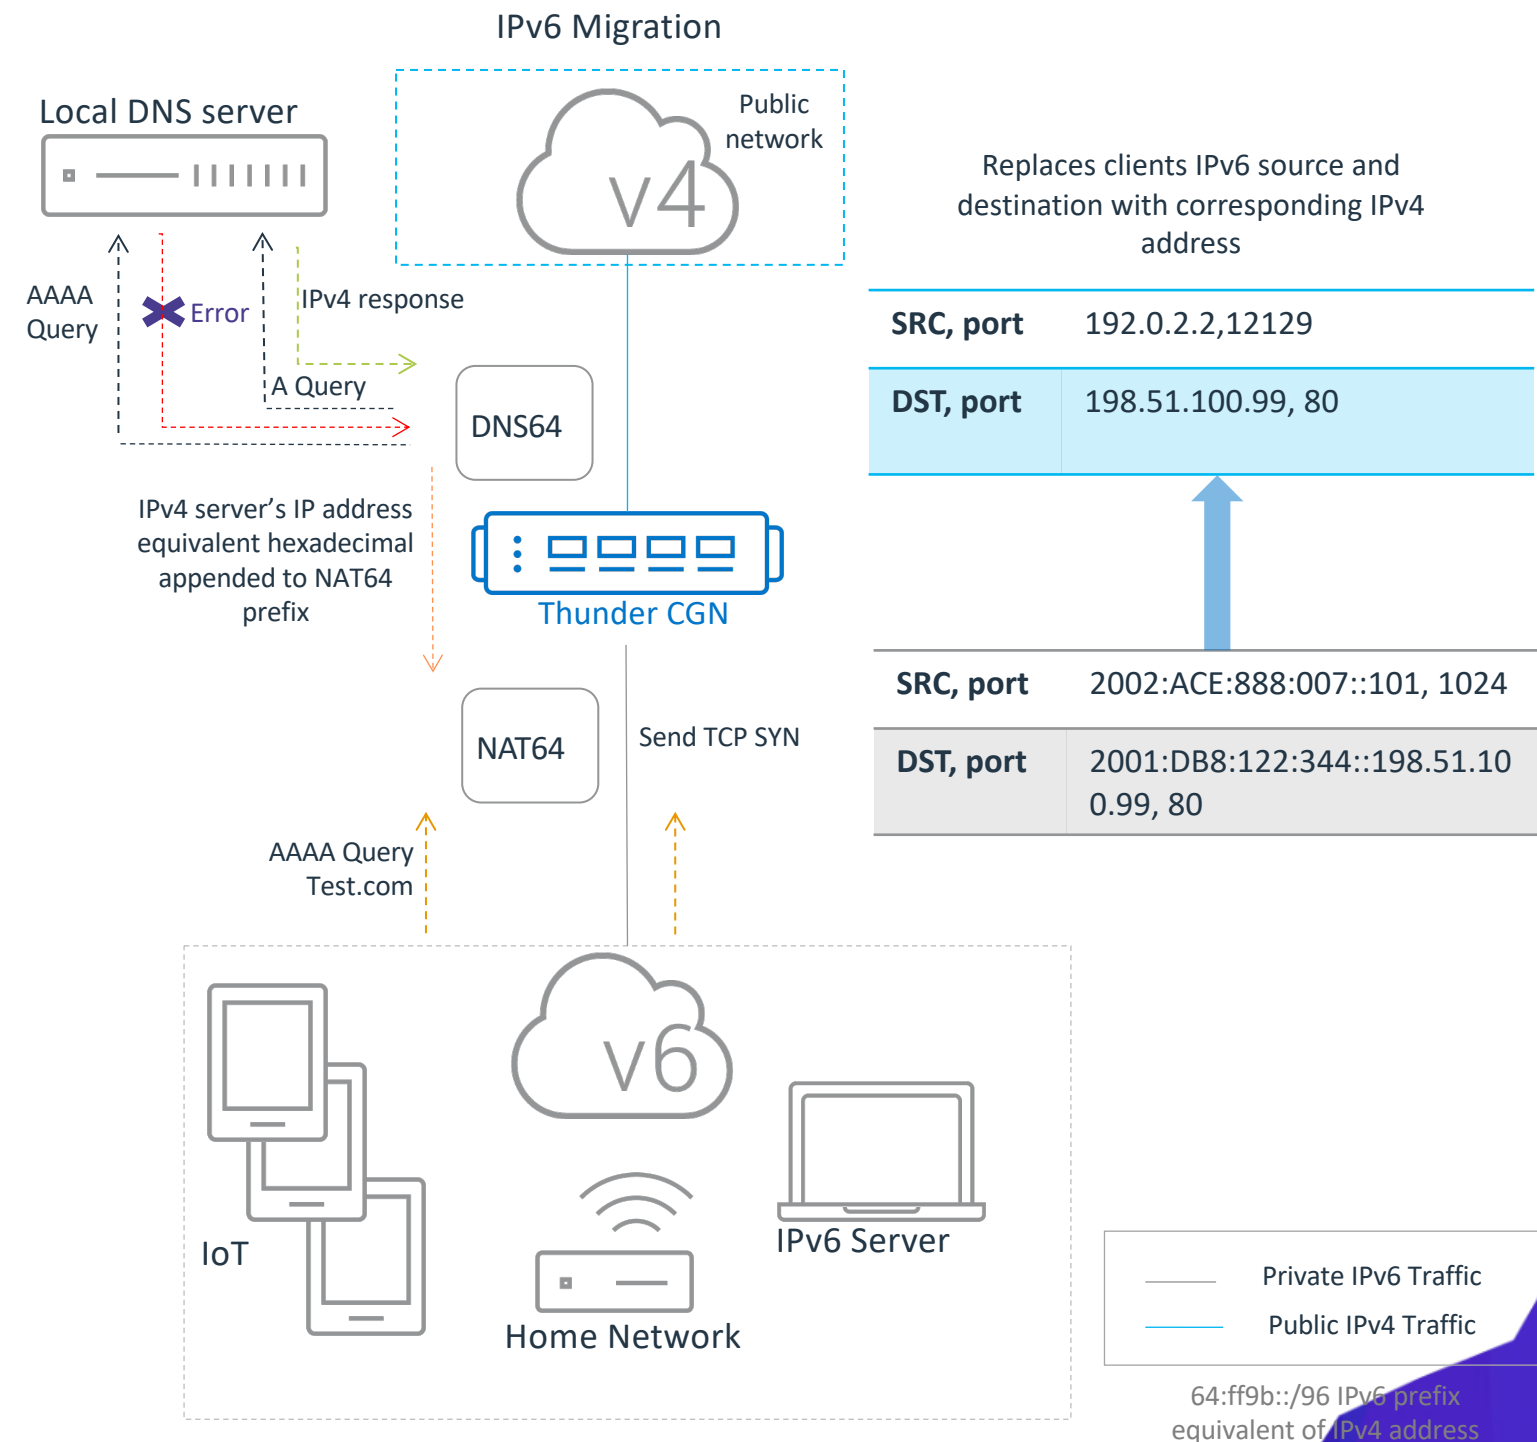 IPv6 Migration
Local DNS server
Public
network
v4
AAAA
Query
Error
IPv4 response
A Query
DNS64
IPv4 server’s IP address
equivalent hexadecimal
appended to NAT64
prefix
Thunder CGN
NAT64
Send TCP SYN
AAAA Query
Test.com
v6
IoT
Home Network
IPv6 Server
Replaces clients IPv6 source and
destination with corresponding IPv4
address
SRC, port 192.0.2.2,12129
DST, port 198.51.100.99, 80
SRC, port 2002:ACE:888:007::101, 1024
DST, port 2001:DB8:122:344::198.51.10
0.99, 80
Private IPv6 Traffic
Public IPv4 Traffic
64:ff9b::/96 IPv6 prefix
equivalent of IPv4 address